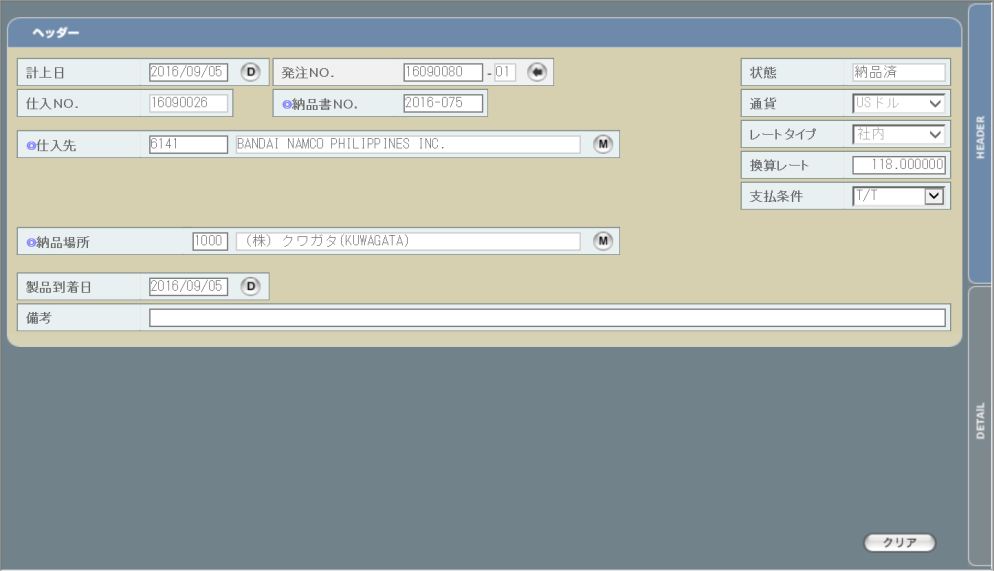 ヘッダー
計上日 2016/09/05 D 発注NO. 16090080 - 01 状態 納品済
仕入NO. 16090026 ◎納品書NO. 2016-075 通貨 USドル
◎仕入先 6141 BANDAI NAMCO PHILIPPINES INC. M レートタイプ 社内
換算レート 118.000000
支払条件 T/T
◎納品場所 1000 (株) クワガタ(KUWAGATA) M
製品到着日 2016/09/05 D
備考
クリア
HEADER
DETAIL